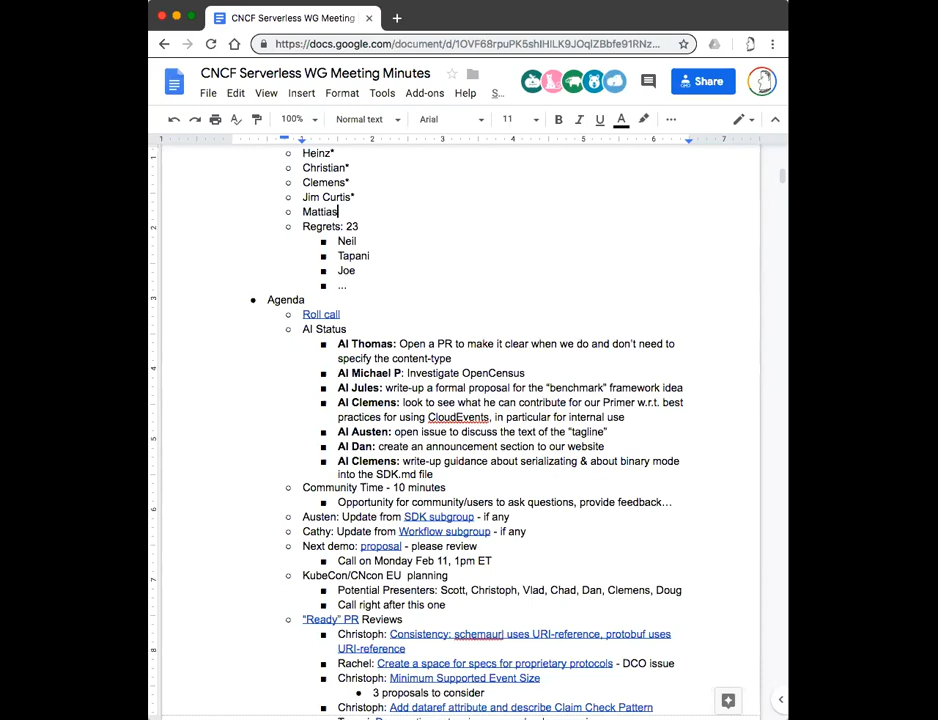 CNCF Serverless WG Meeting
https://docs.google.com/document/d/1OVF68rpuPK5shIHILK9JOqIZBbfe91RNz...
CNCF Serverless WG Meeting Minutes
File Edit View Insert Format Tools Add-ons Help S...
Share
100% Normal text Arial 11 B I U A
1 1 2 3 4 5 6 7
Heinz*
Christian*
Clemens*
Jim Curtis*
Mattias
Regrets: 23
Neil
Tapani
Joe
...
Agenda
Roll call
AI Status
AI Thomas: Open a PR to make it clear when we do and don't need to
specify the content-type
AI Michael P: Investigate OpenCensus
AI Jules: write-up a formal proposal for the "benchmark" framework idea
AI Clemens: look to see what he can contribute for our Primer w.r.t. best
practices for using CloudEvents, in particular for internal use
AI Austen: open issue to discuss the text of the "tagline"
AI Dan: create an announcement section to our website
AI Clemens: write-up guidance about serializating & about binary mode
into the SDK.md file
Community Time - 10 minutes
Opportunity for community/users to ask questions, provide feedback...
Austen: Update from SDK subgroup - if any
Cathy: Update from Workflow subgroup - if any
Next demo: proposal - please review
Call on Monday Feb 11, 1pm ET
KubeCon/CNcon EU planning
Potential Presenters: Scott, Christoph, Vlad, Chad, Dan, Clemens, Doug
Call right after this one
"Ready" PR Reviews
Christoph: Consistency: schemaurl uses URI-reference, protobuf uses
URI-reference
Rachel: Create a space for specs for proprietary protocols - DCO issue
Christoph: Minimum Supported Event Size
3 proposals to consider
Christoph: Add dataref attribute and describe Claim Check Pattern